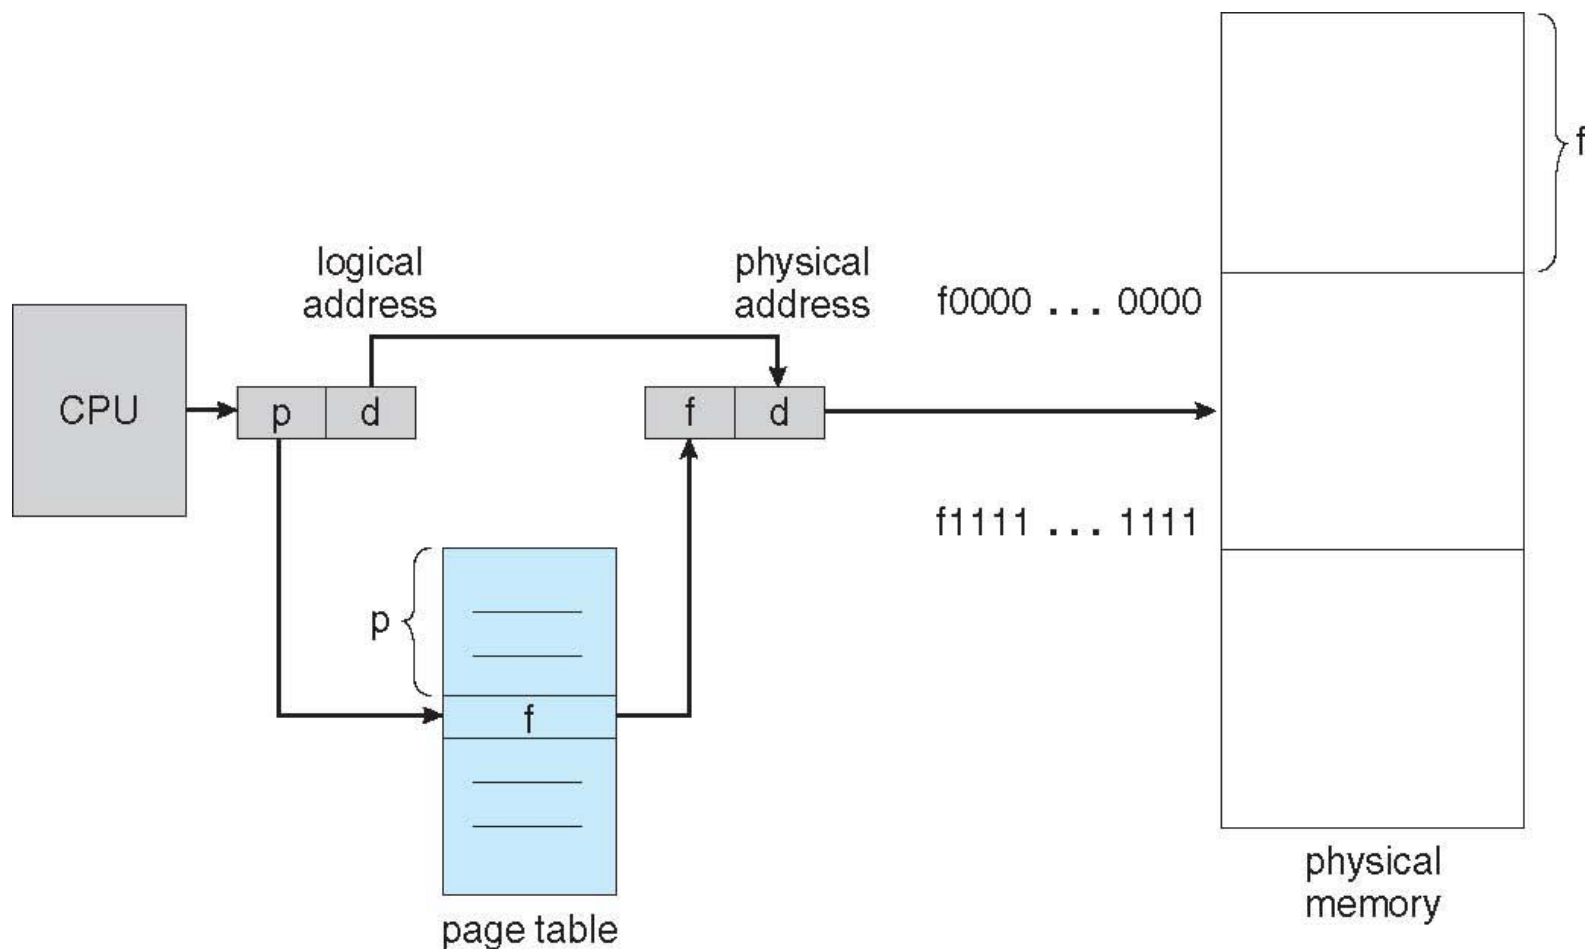 f
logical
address
physical
address
f0000 ... 0000
CPU
p
d
f
d
f1111 ... 1111
p
f
physical
memory
page table